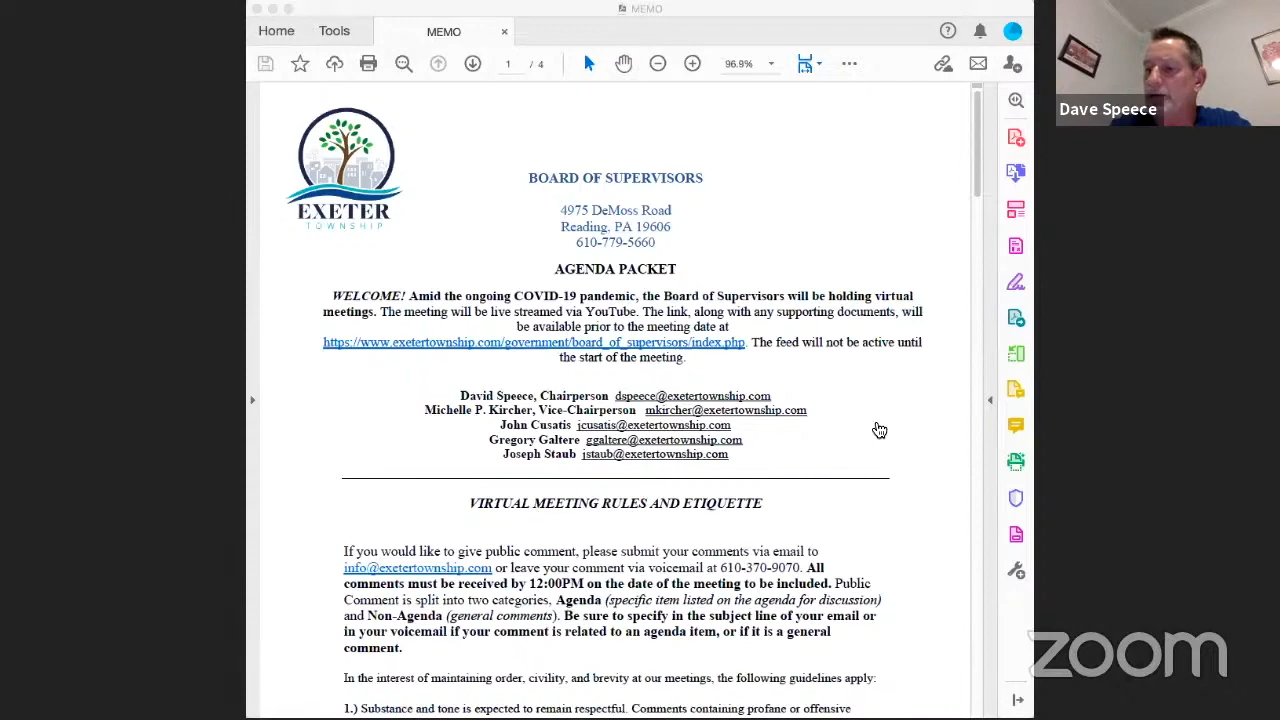 MEMO
Home
Tools
MEMO
×
1 / 4
96.8%
Dave Speece
EXETER
TOWNSHIP
BOARD OF SUPERVISORS
4975 DeMoss Road
Reading, PA 19606
610-779-5660
AGENDA PACKET
WELCOME! Amid the ongoing COVID-19 pandemic, the Board of Supervisors will be holding virtual
meetings. The meeting will be live streamed via YouTube. The link, along with any supporting documents, will
be available prior to the meeting date at
https://www.exetertownship.com/government/board_of_supervisors/index.php. The feed will not be active until
the start of the meeting.
David Speece, Chairperson dspeece@exetertownship.com
Michelle P. Kircher, Vice-Chairperson mkircher@exetertownship.com
John Cusatis jcusatis@exetertownship.com
Gregory Galtere ggaltere@exetertownship.com
Joseph Staub jstaub@exetertownship.com
VIRTUAL MEETING RULES AND ETIQUETTE
If you would like to give public comment, please submit your comments via email to
info@exetertownship.com or leave your comment via voicemail at 610-370-9070. All
comments must be received by 12:00PM on the date of the meeting to be included. Public
Comment is split into two categories, Agenda (specific item listed on the agenda for discussion)
and Non-Agenda (general comments). Be sure to specify in the subject line of your email or
in your voicemail if your comment is related to an agenda item, or if it is a general
comment.
In the interest of maintaining order, civility, and brevity at our meetings, the following guidelines apply:
1.) Substance and tone is expected to remain respectful. Comments containing profane or offensive
zoom